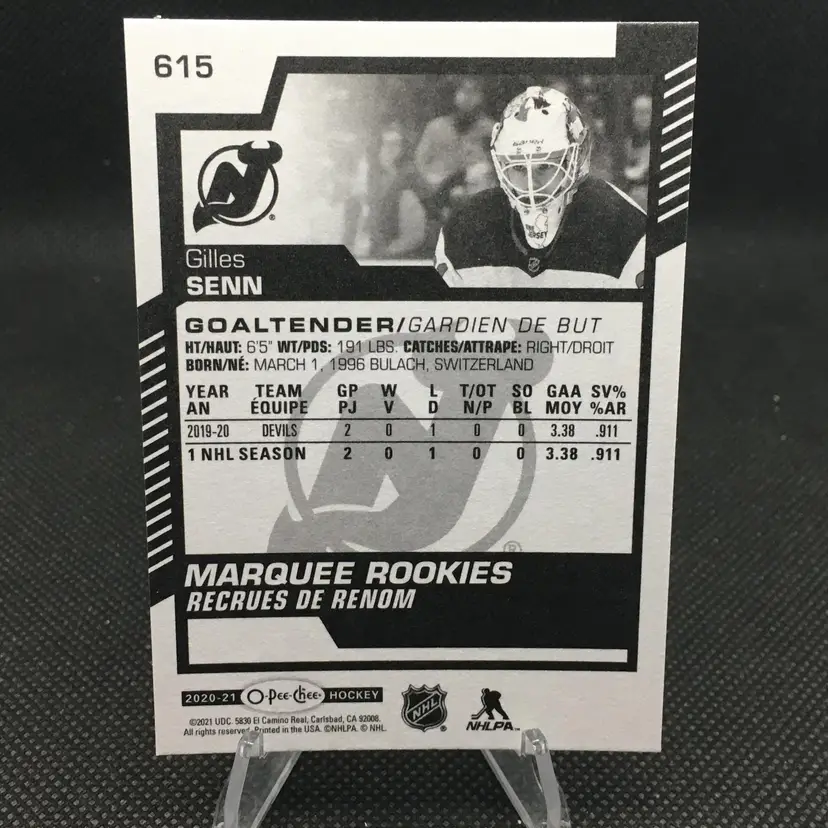 615
Gilles
SENN
GOALTENDER/GARDIEN DE BUT
HT/HAUT: 6'5" WT/PDS: 191 LBS. CATCHES/ATTRAPE: RIGHT/DROIT
BORN/NÉ: MARCH 1, 1996 BULACH, SWITZERLAND
YEAR TEAM GP W L T/OT SO GAA SV%
AN ÉQUIPE PJ V D N/P BL MOY %AR
2019-20 DEVILS 2 0 1 0 0 3.38 .911
1 NHL SEASON 2 0 1 0 0 3.38 .911
®
MARQUEE ROOKIES
RECRUES DE RENOM
2020-21 O-Pee-Chee HOCKEY
NHL
NHLPA
©2021 UDC. 5830 El Camino Real, Carlsbad, CA 92008.
All rights reserved. Printed in the USA. ©NHLPA. © NHL.